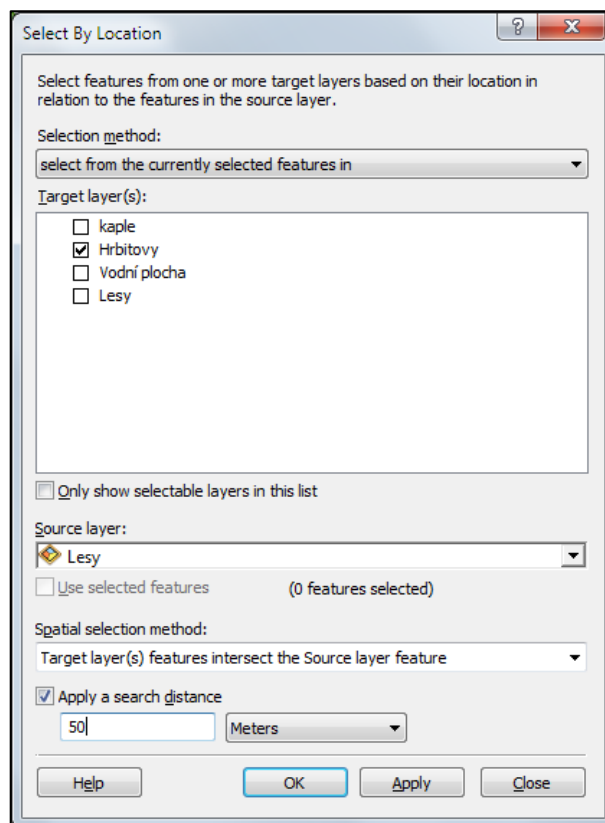 Select By Location
Select features from one or more target layers based on their location in
relation to the features in the source layer.
Selection method:
select from the currently selected features in
Target layer(s):
kaple
Hrbitovy
Vodní plocha
Lesy
Only show selectable layers in this list
Source layer:
Lesy
Use selected features (0 features selected)
Spatial selection method:
Target layer(s) features intersect the Source layer feature
Apply a search distance
50 Meters
Help OK Apply Close